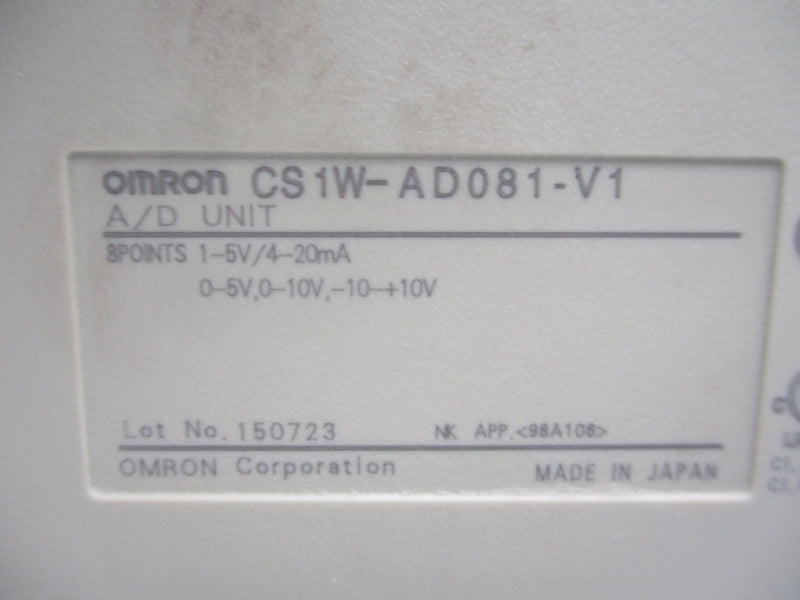 OMRON CS1W-AD081-V1
A/D UNIT
8POINTS 1-5V/4-20mA
0-5V,0-10V,-10-+10V
Lot No. 150723 NK APP.<98A106>
OMRON Corporation MADE IN JAPAN